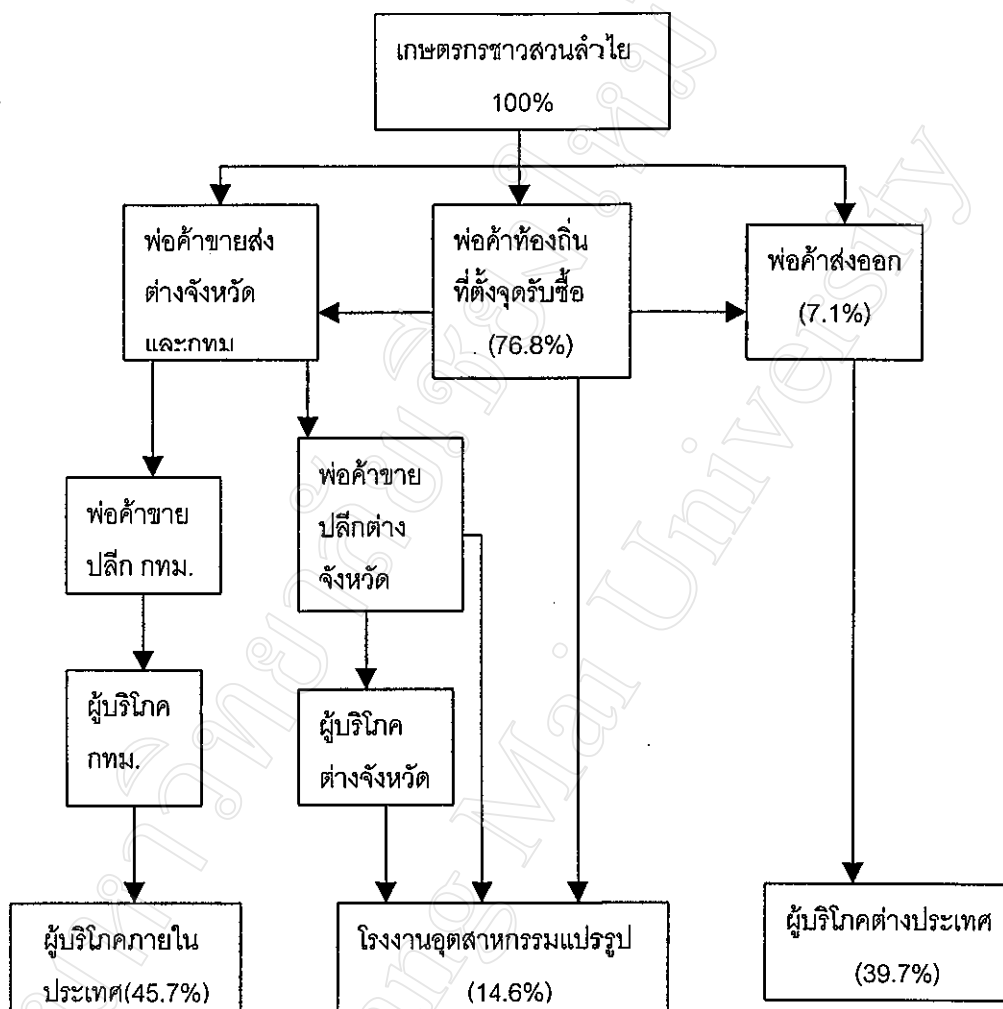 เกษตรกรชาวสวนลำไย
100%
พ่อค้าขายส่ง
ต่างจังหวัด
และกทม
พ่อค้าท้องถิ่น
ที่ตั้งจุดรับซื้อ
(76.8%)
พ่อค้าส่งออก
(7.1%)
พ่อค้าขาย
ปลีก กทม.
พ่อค้าขาย
ปลีกต่าง
จังหวัด
ผู้บริโภค
กทม.
ผู้บริโภค
ต่างจังหวัด
ผู้บริโภคภายใน
ประเทศ(45.7%)
โรงงานอุตสาหกรรมแปรรูป
(14.6%)
ผู้บริโภคต่างประเทศ
(39.7%)
Mai University